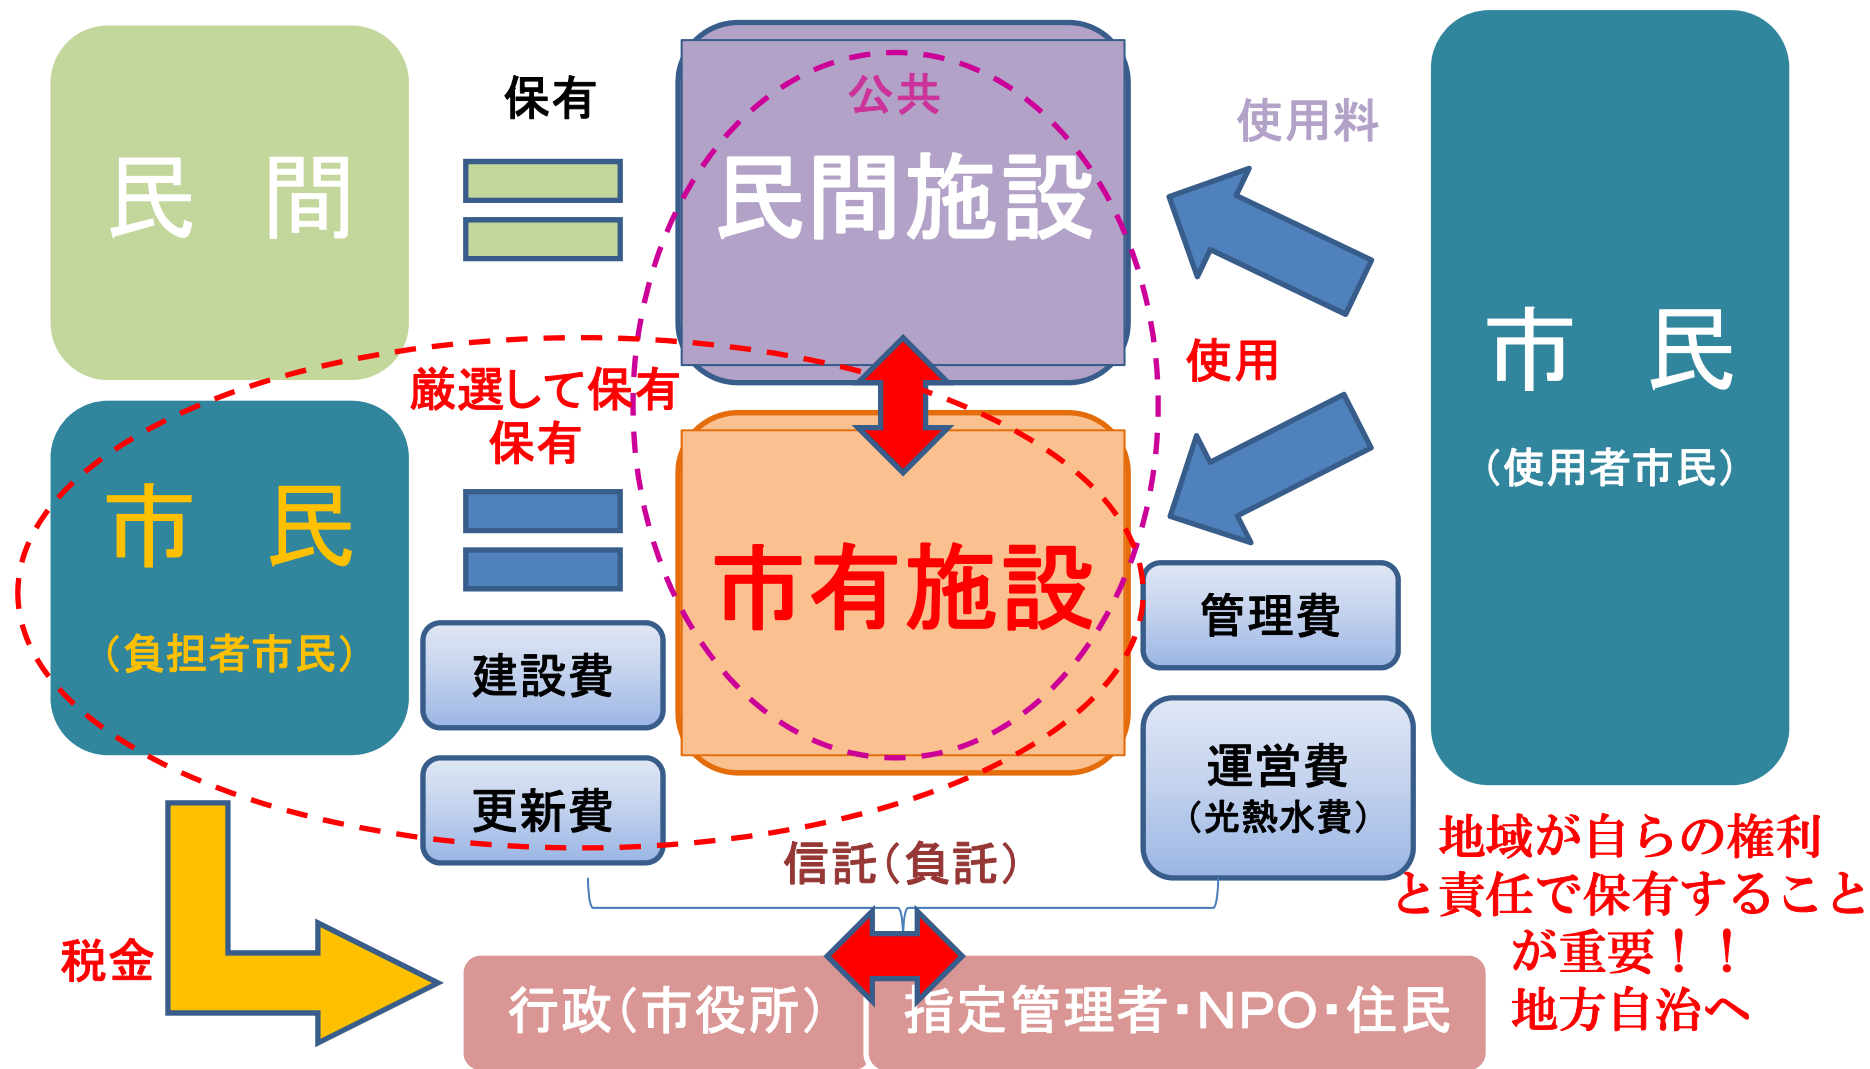 民　間
保有
公共
民間施設
使用料
市　民
（使用者市民）
使用
厳選して保有
保有
市　民
（負担者市民）
市有施設
建設費
更新費
管理費
運営費
（光熱水費）
信託（負託）
税金
行政（市役所）
指定管理者・NPO・住民
地域が自らの権利
と責任で保有すること
が重要！！
地方自治へ